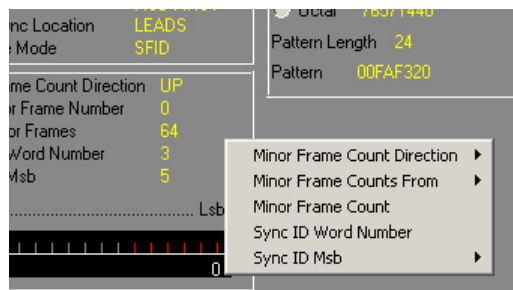 nc Location LEADS
e Mode SFID
Octal 76571440
Pattern Length 24
Pattern 00FAF320
me Count Direction UP
r Frame Number 0
or Frames 64
Word Number 3
Msb 5
Lsb
0
Minor Frame Count Direction
Minor Frame Counts From
Minor Frame Count
Sync ID Word Number
Sync ID Msb